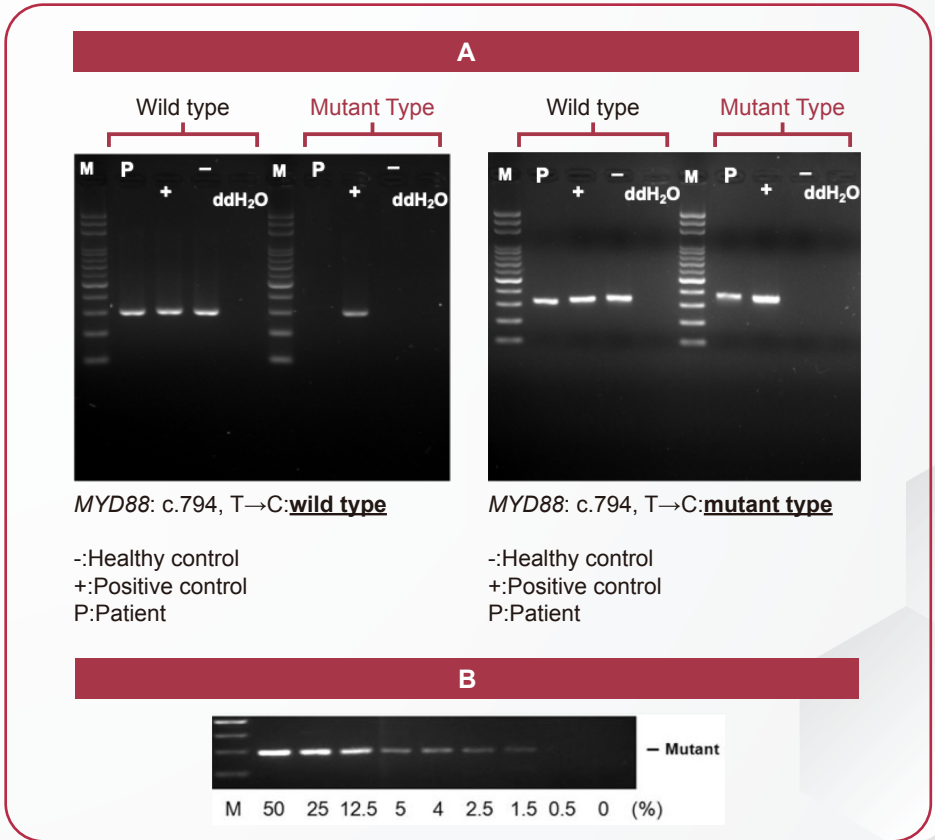 A
Wild type Mutant Type Wild type Mutant Type
M P + − ddH₂O M P + − ddH₂O
M P + − ddH₂O M P + − ddH₂O
MYD88: c.794, T→C:wild type
-:Healthy control
+:Positive control
P:Patient
MYD88: c.794, T→C:mutant type
-:Healthy control
+:Positive control
P:Patient
B
− Mutant
M 50 25 12.5 5 4 2.5 1.5 0.5 0 (%)